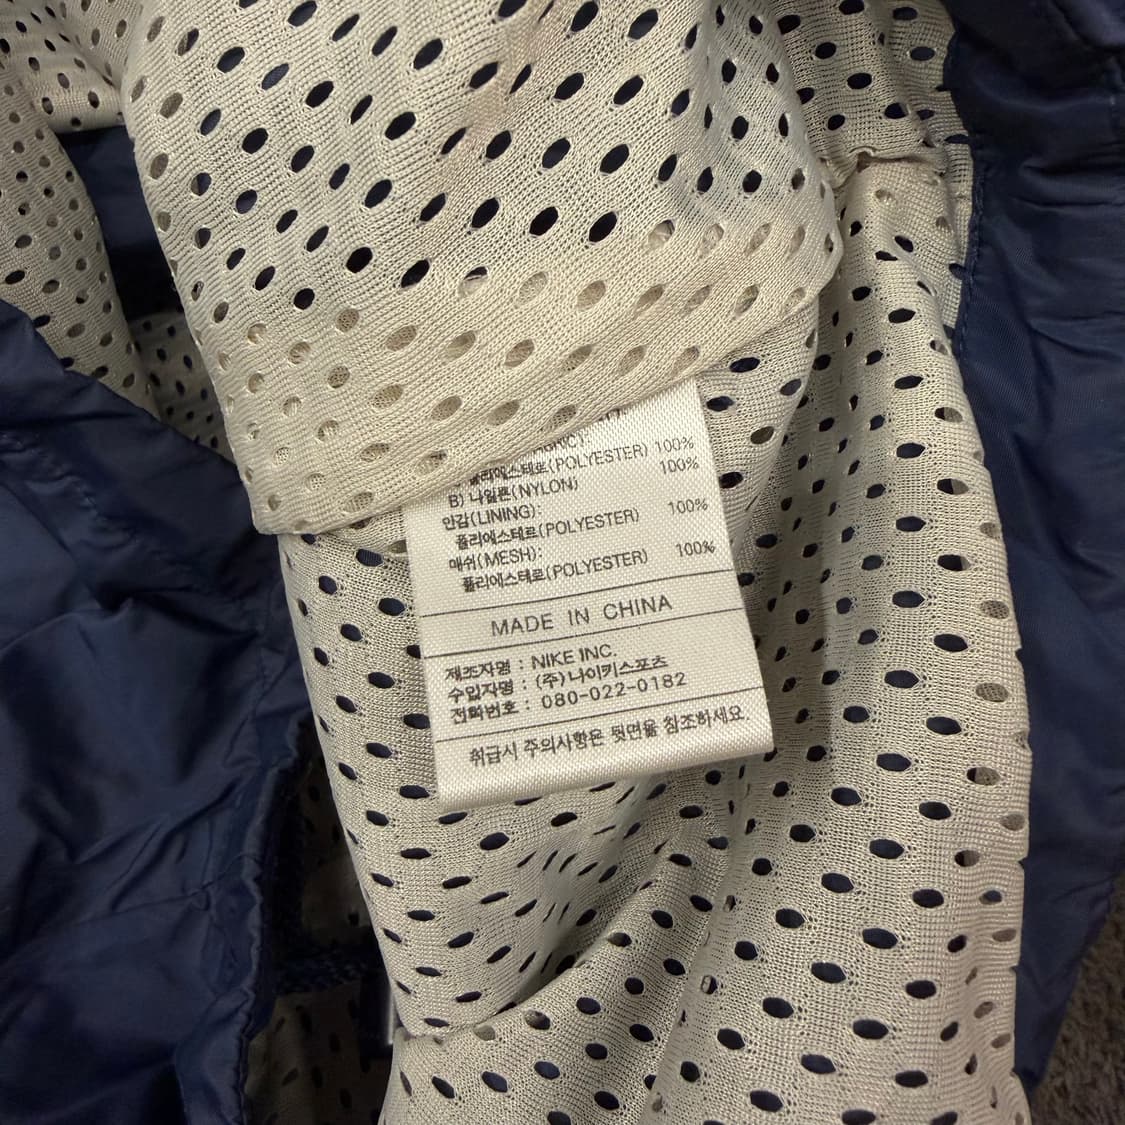 폴리에스테르(POLYESTER) 100%
B) 나일론(NYLON) 100%
안감(LINING):
폴리에스테르(POLYESTER) 100%
매쉬(MESH):
폴리에스테르(POLYESTER) 100%
MADE IN CHINA
제조자명 : NIKE INC.
수입자명 : (주)나이키스포츠
전화번호 : 080-022-0182
취급시 주의사항은 뒷면을 참조하세요.